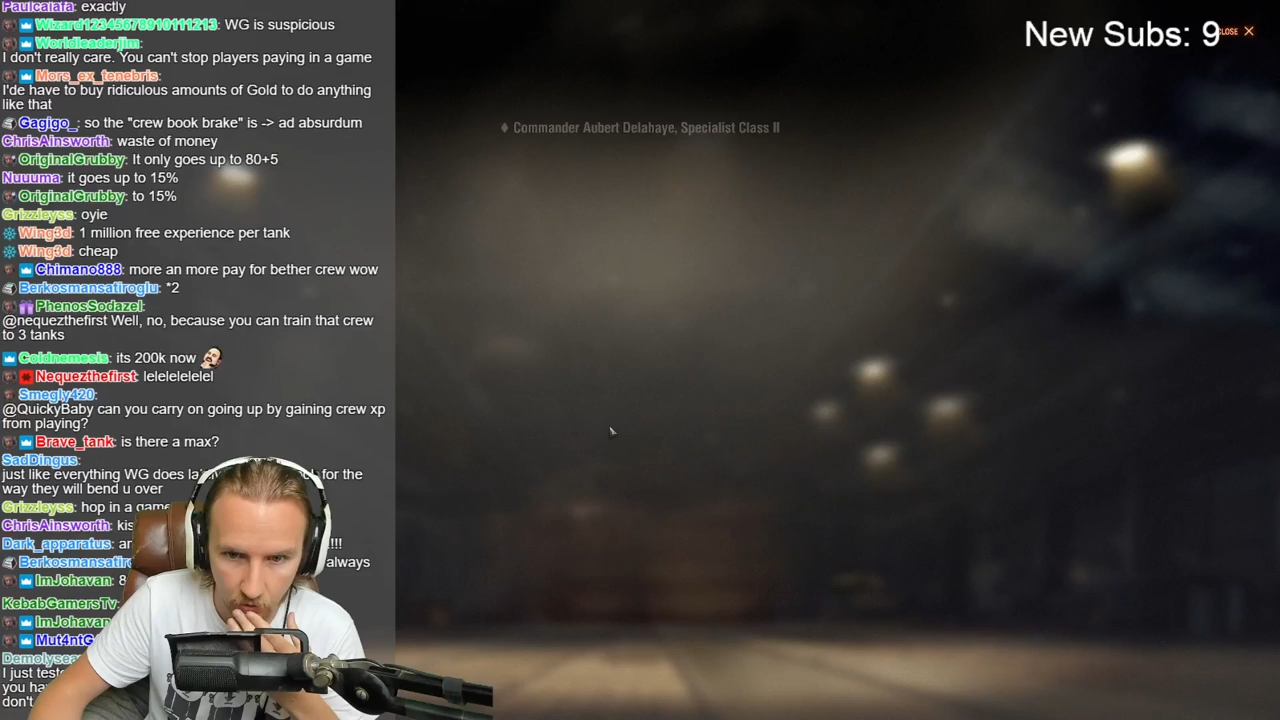 Paulcalafa: exactly
Wizard12345678910111213: WG is suspicious
Worldleaderjim:
I don't really care. You can't stop players paying in a game
Mors_ex_tenebris:
I'de have to buy ridiculous amounts of Gold to do anything
like that
Gagigo_: so the "crew book brake" is -> ad absurdum
ChrisAinsworth: waste of money
OriginalGrubby: It only goes up to 80+5
Nuuuma: it goes up to 15%
OriginalGrubby: to 15%
Grizzleyss: oyie
Wing3d: 1 million free experience per tank
Wing3d: cheap
Chimano888: more an more pay for bether crew wow
Berkosmansatiroglu: *2
PhenosSodazel:
@nequezthefirst Well, no, because you can train that crew
to 3 tanks
Coldnemesis: its 200k now
Nequezthefirst: lelelelelelel
Smegly420:
@QuickyBaby can you carry on going up by gaining crew xp
from playing?
Brave_tank: is there a max?
SadDingus:
just like everything WG does for the
way they will bend u over
Grizzleyss: hop in a game
ChrisAinsworth:
Dark_apparatus: !!!
always
ImJohavan: 8
KebabGamersTv
ImJohavan
I just
you
don't
New Subs: 9
CLOSE
Commander Aubert Delahaye, Specialist Class II